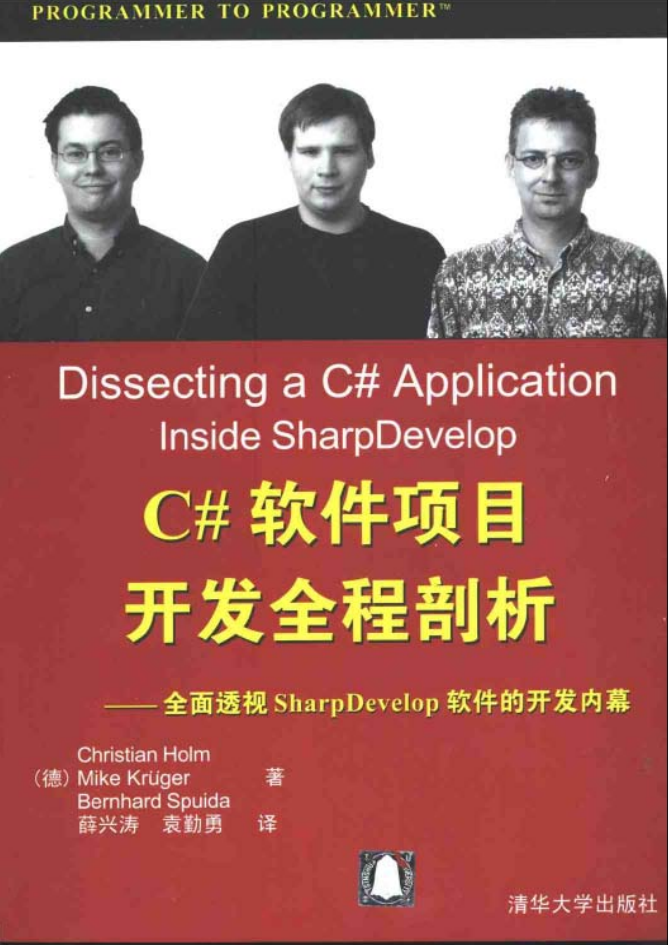 PROGRAMMER TO PROGRAMMER™
Dissecting a C# Application
Inside SharpDevelop
C# 软件项目
开发全程剖析
——全面透视 SharpDevelop 软件的开发内幕
Christian Holm
（德）Mike Krüger 著
Bernhard Spuida
薛兴涛 袁勤勇 译
清华大学出版社